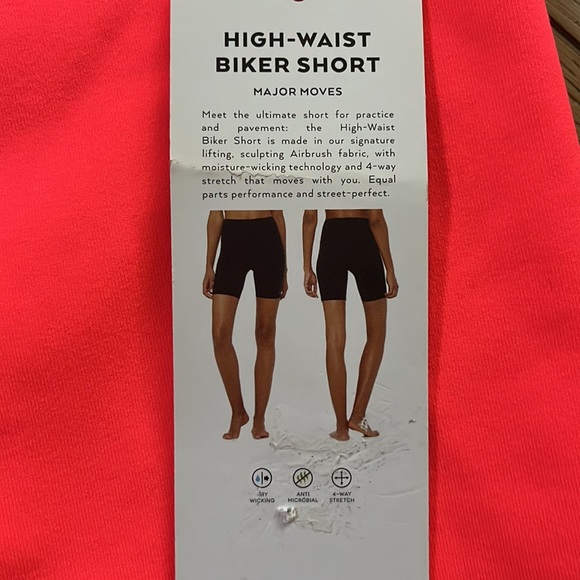 HIGH-WAIST
BIKER SHORT
MAJOR MOVES
Meet the ultimate short for practice
and pavement: the High-Waist
Biker Short is made in our signature
lifting, sculpting Airbrush fabric, with
moisture-wicking technology and 4-way
stretch that moves with you. Equal
parts performance and street-perfect.
WICKING
ANTI
MICROBIAL
4-WAY
STRETCH